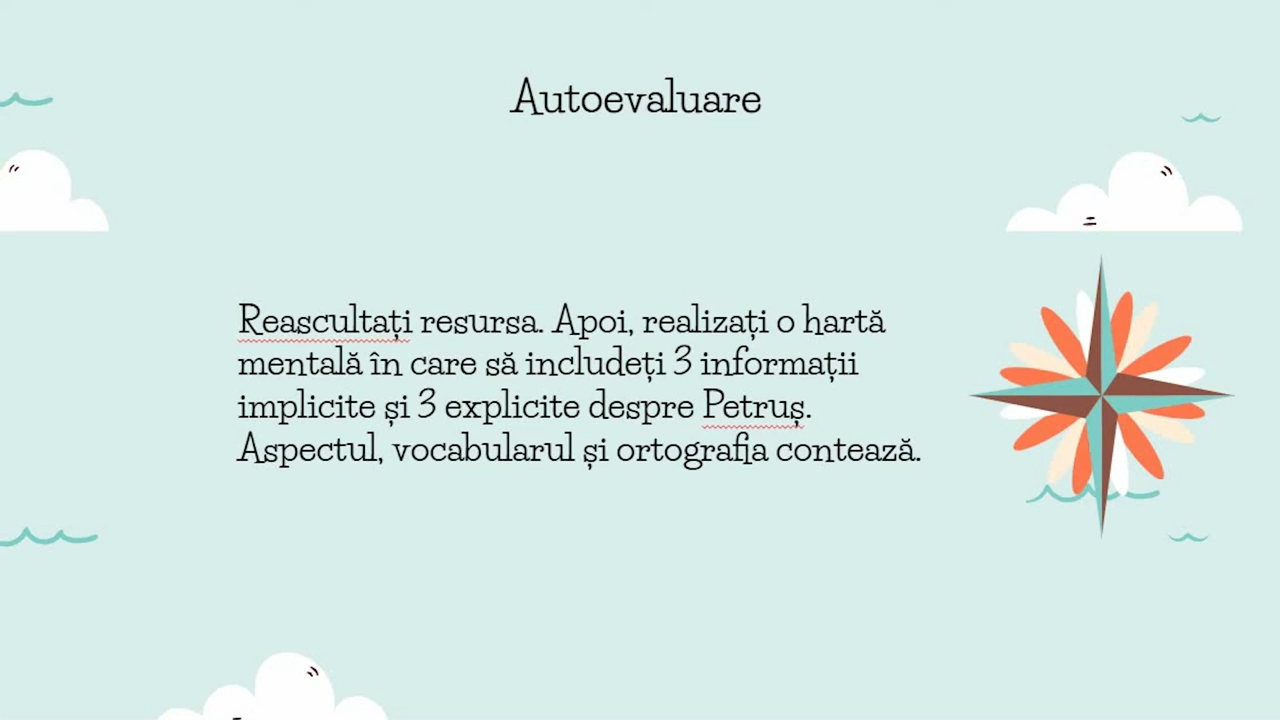 Autoevaluare
Reascultați resursa. Apoi, realizați o hartă
mentală în care să includeți 3 informații
implicite și 3 explicite despre Petruș.
Aspectul, vocabularul și ortografia contează.